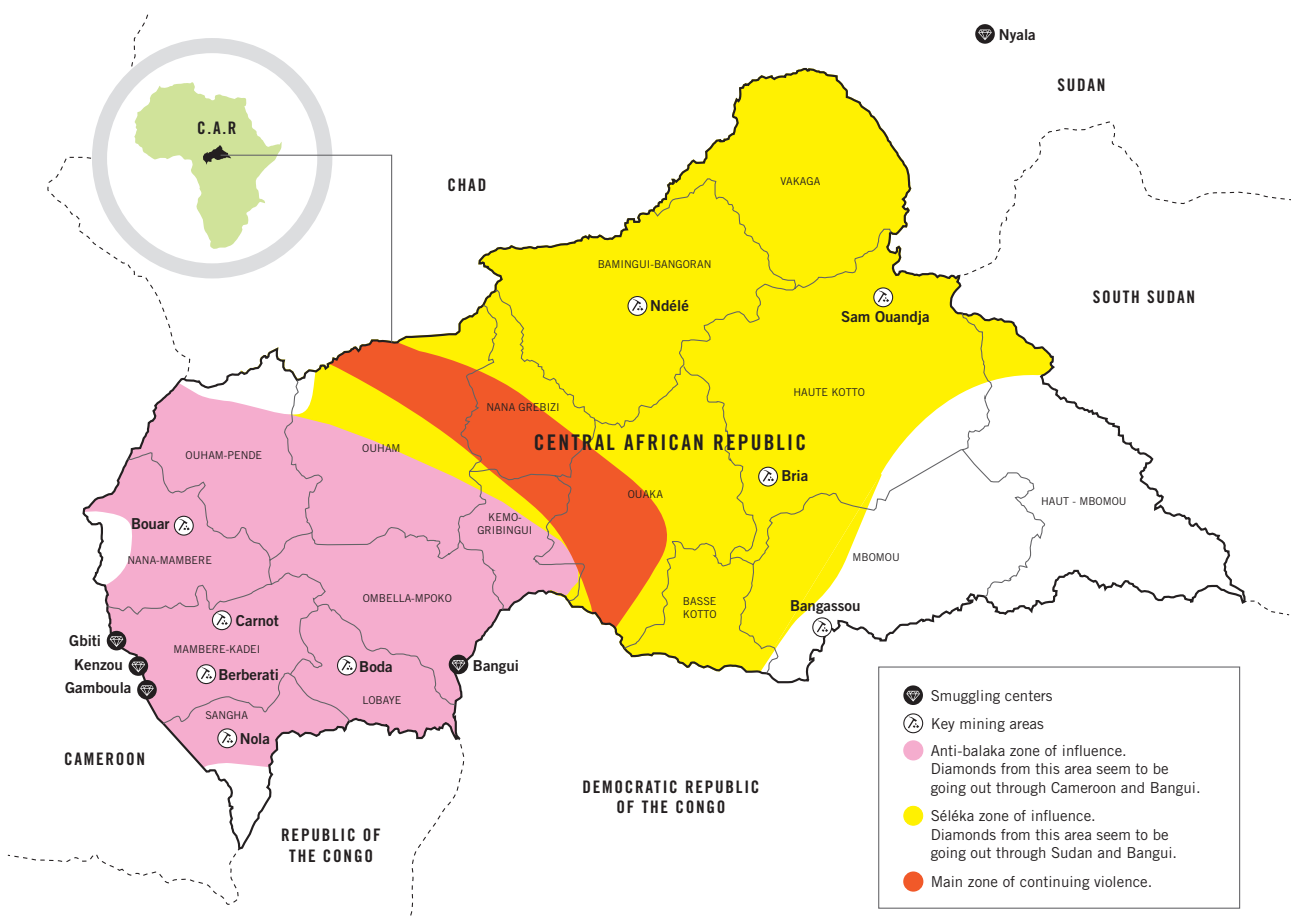 Nyala
SUDAN
C.A.R
CHAD
VAKAGA
BAMINGUI-BANGORAN
Ndélé
Sam Ouandja
SOUTH SUDAN
HAUTE KOTTO
NANA GREBIZI
CENTRAL AFRICAN REPUBLIC
OUHAM-PENDE
OUHAM
Bria
OUAKA
HAUT - MBOMOU
Bouar
KEMO-
GRIBINGUI
NANA-MAMBERE
MBOMOU
OMBELLA-MPOKO
BASSE
KOTTO
Bangassou
Carnot
Gbiti
MAMBERE-KADEI
Kenzou
Berberati
Boda
Bangui
Gamboula
LOBAYE
SANGHA
Nola
CAMEROON
DEMOCRATIC REPUBLIC
OF THE CONGO
REPUBLIC OF
THE CONGO
Smuggling centers
Key mining areas
Anti-balaka zone of influence.
Diamonds from this area seem to be
going out through Cameroon and Bangui.
Séléka zone of influence.
Diamonds from this area seem to be
going out through Sudan and Bangui.
Main zone of continuing violence.